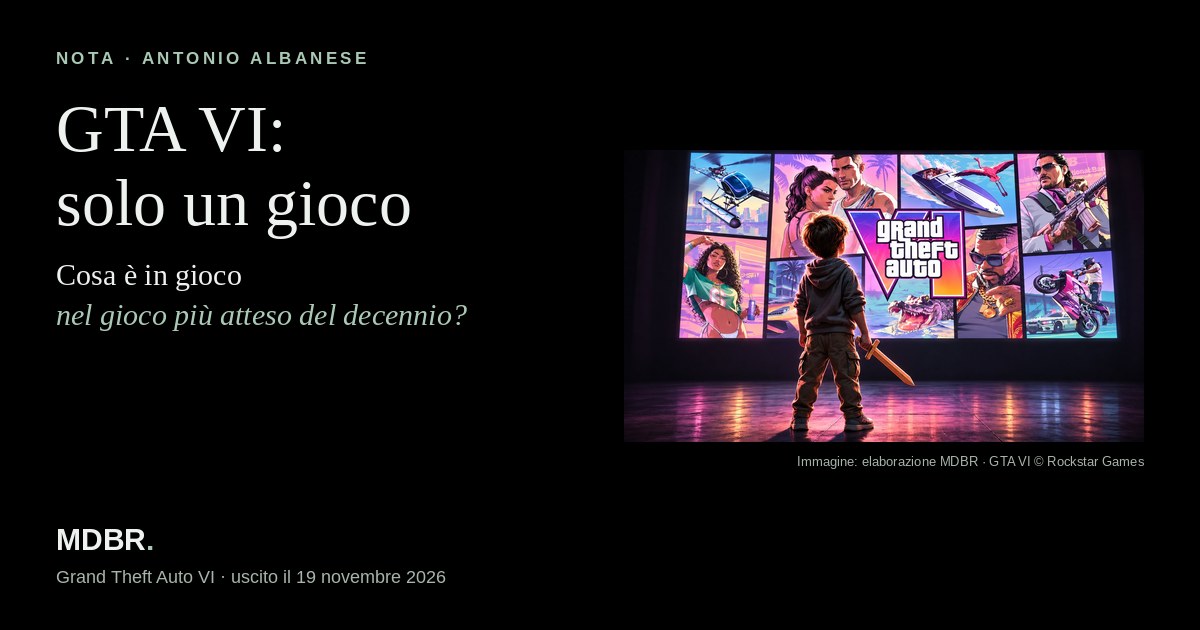 NOTA · ANTONIO ALBANESE
GTA VI:
solo un gioco
Cosa è in gioco
nel gioco più atteso del decennio?
VI
grand
theft
auto
Immagine: elaborazione MDBR · GTA VI © Rockstar Games
MDBR.
Grand Theft Auto VI · uscito il 19 novembre 2026